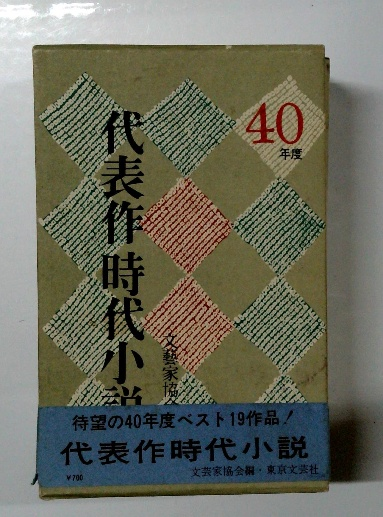 40
年度
代表作時代小説
文藝家協会
待望の40年度ベスト19作品!
代表作時代小説
文芸家協会編・東京文芸社
¥700